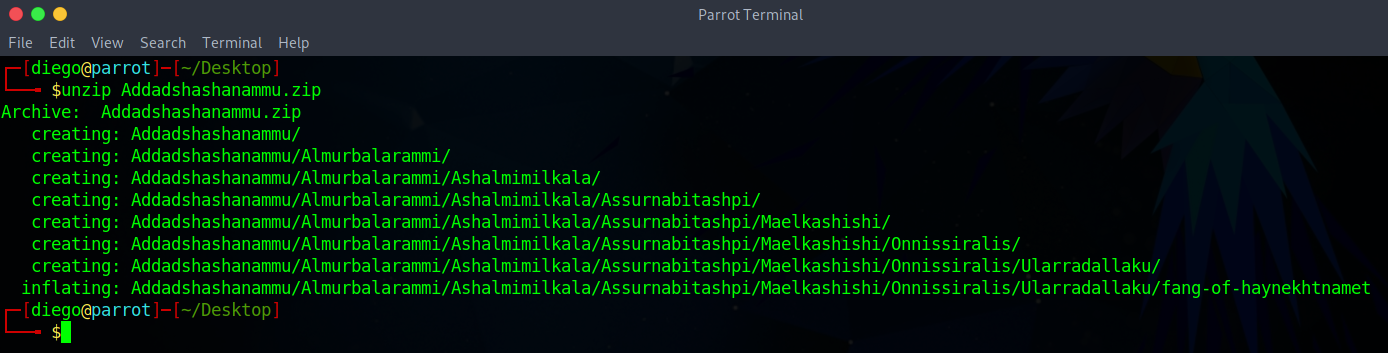 Parrot Terminal
File Edit View Search Terminal Help
┌─[diego@parrot]─[~/Desktop]
└──╼ $unzip Addadshashanammu.zip
Archive:  Addadshashanammu.zip
   creating: Addadshashanammu/
   creating: Addadshashanammu/Almurbalarammi/
   creating: Addadshashanammu/Almurbalarammi/Ashalmimilkala/
   creating: Addadshashanammu/Almurbalarammi/Ashalmimilkala/Assurnabitashpi/
   creating: Addadshashanammu/Almurbalarammi/Ashalmimilkala/Assurnabitashpi/Maelkashishi/
   creating: Addadshashanammu/Almurbalarammi/Ashalmimilkala/Assurnabitashpi/Maelkashishi/Onnissiralis/
   creating: Addadshashanammu/Almurbalarammi/Ashalmimilkala/Assurnabitashpi/Maelkashishi/Onnissiralis/Ularradallaku/
  inflating: Addadshashanammu/Almurbalarammi/Ashalmimilkala/Assurnabitashpi/Maelkashishi/Onnissiralis/Ularradallaku/fang-of-haynekhtnamet
┌─[diego@parrot]─[~/Desktop]
└──╼ $